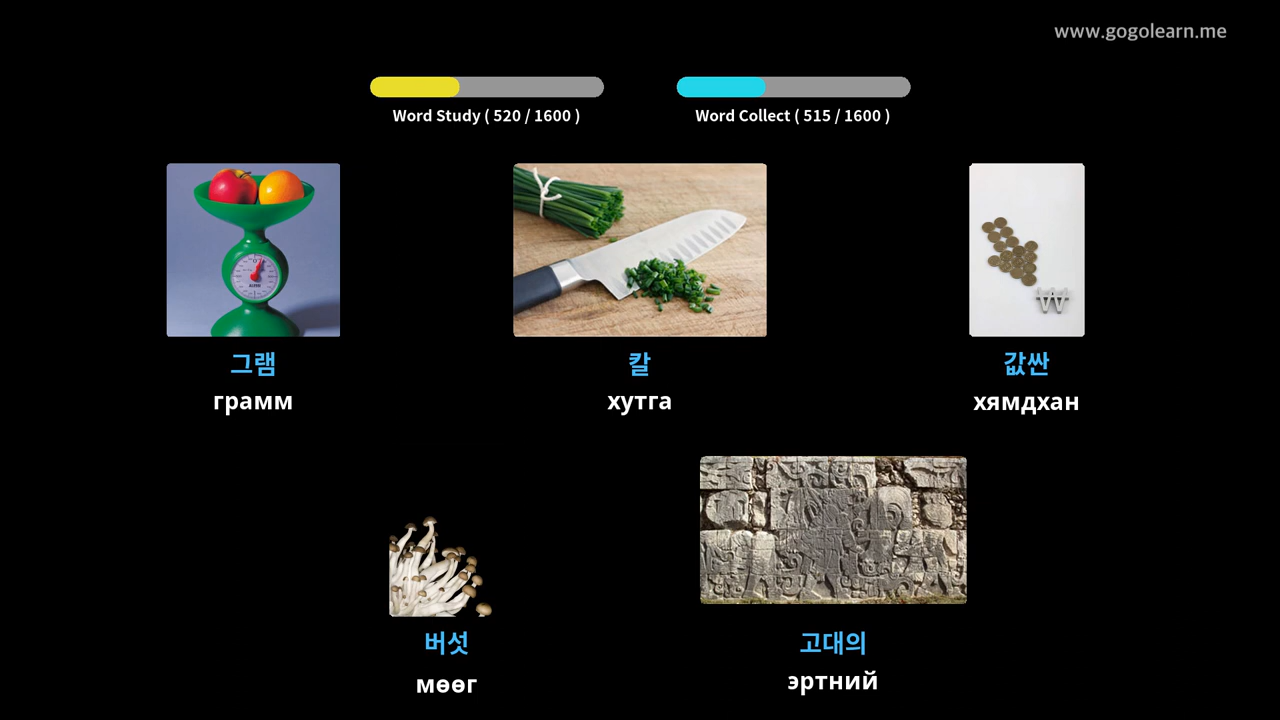 www.gogolearn.me
Word Study ( 520 / 1600 )
Word Collect ( 515 / 1600 )
그램
грамм
칼
хутга
값싼
хямдхан
버섯
мөөг
고대의
эртний